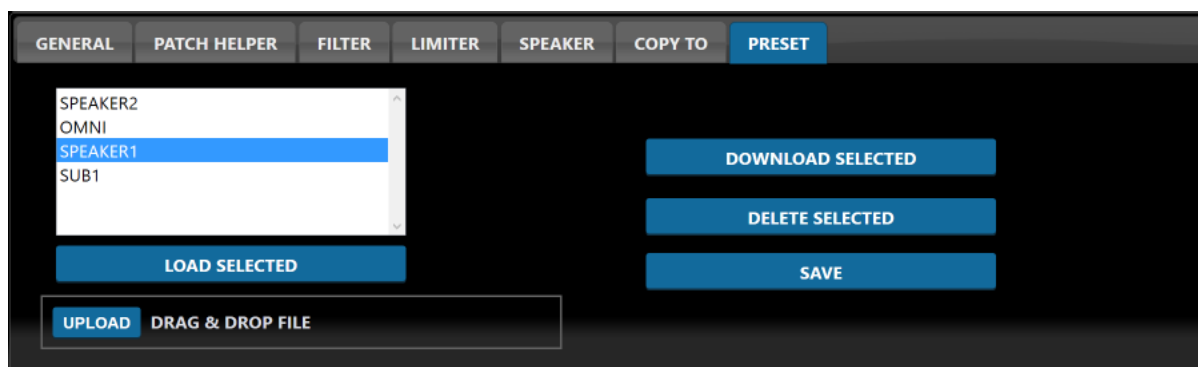 GENERAL PATCH HELPER FILTER LIMITER SPEAKER COPY TO PRESET
SPEAKER2
OMNI
SPEAKER1
SUB1
LOAD SELECTED
UPLOAD DRAG & DROP FILE
DOWNLOAD SELECTED
DELETE SELECTED
SAVE